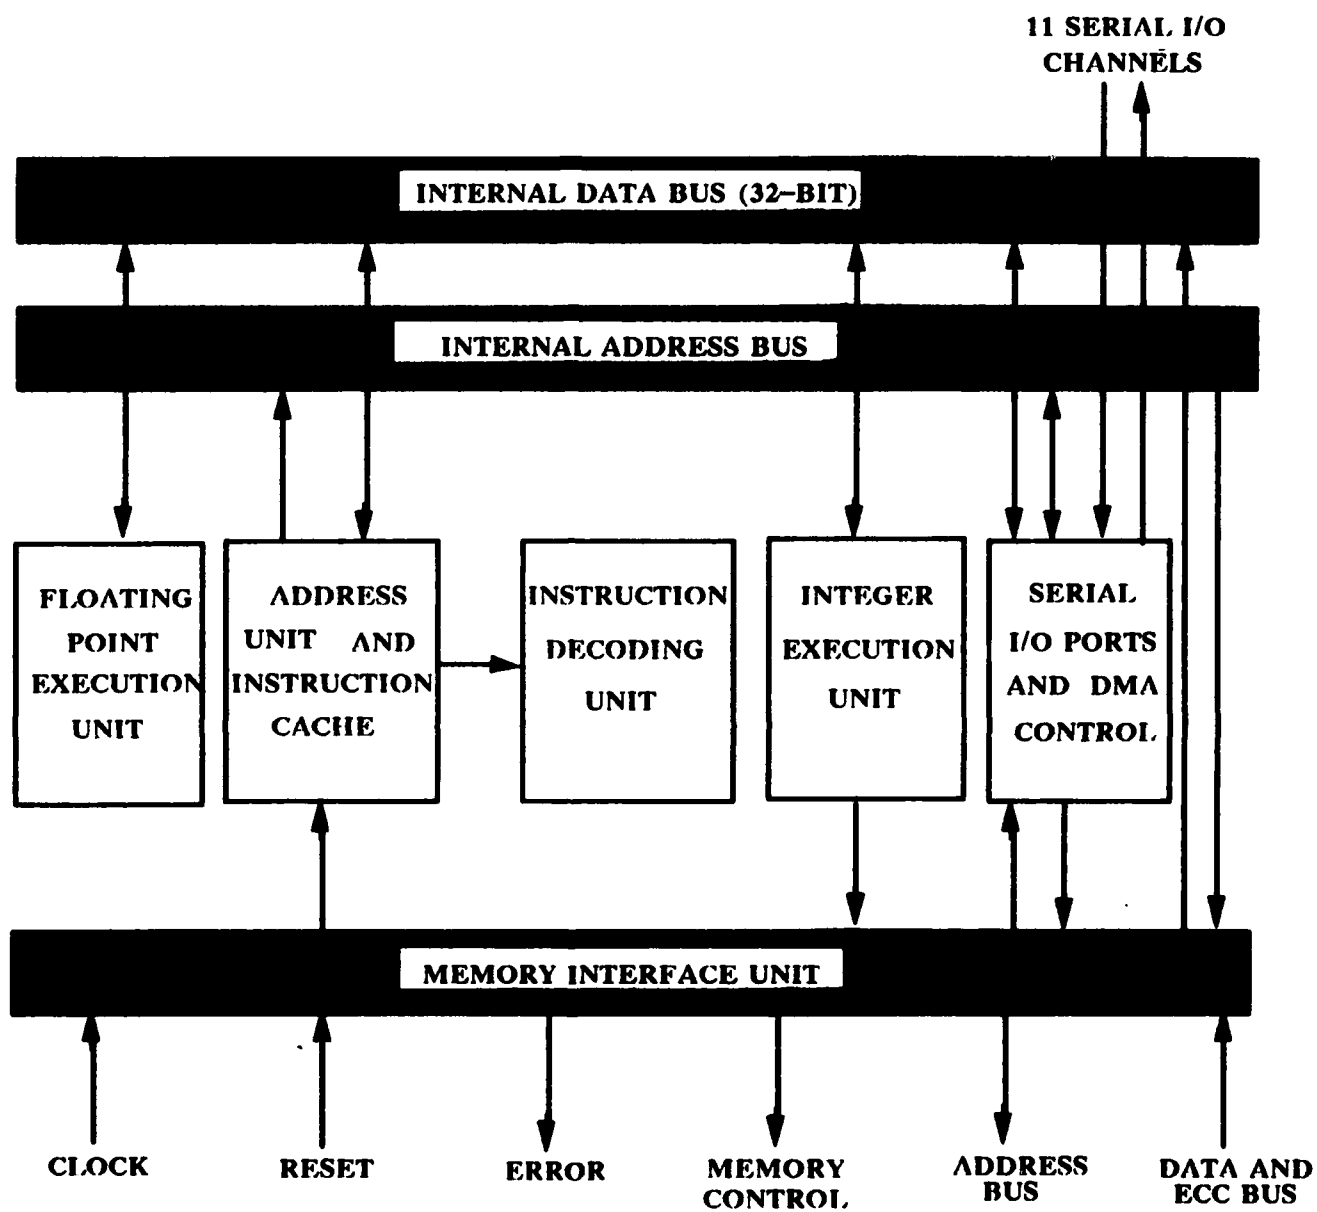 11 SERIAL I/O
CHANNELS
INTERNAL DATA BUS (32-BIT)
INTERNAL ADDRESS BUS
FLOATING
POINT
EXECUTION
UNIT
ADDRESS
UNIT AND
INSTRUCTION
CACHE
INSTRUCTION
DECODING
UNIT
INTEGER
EXECUTION
UNIT
SERIAL
I/O PORTS
AND DMA
CONTROL
MEMORY INTERFACE UNIT
CLOCK
RESET
ERROR
MEMORY
CONTROL
ADDRESS
BUS
DATA AND
ECC BUS